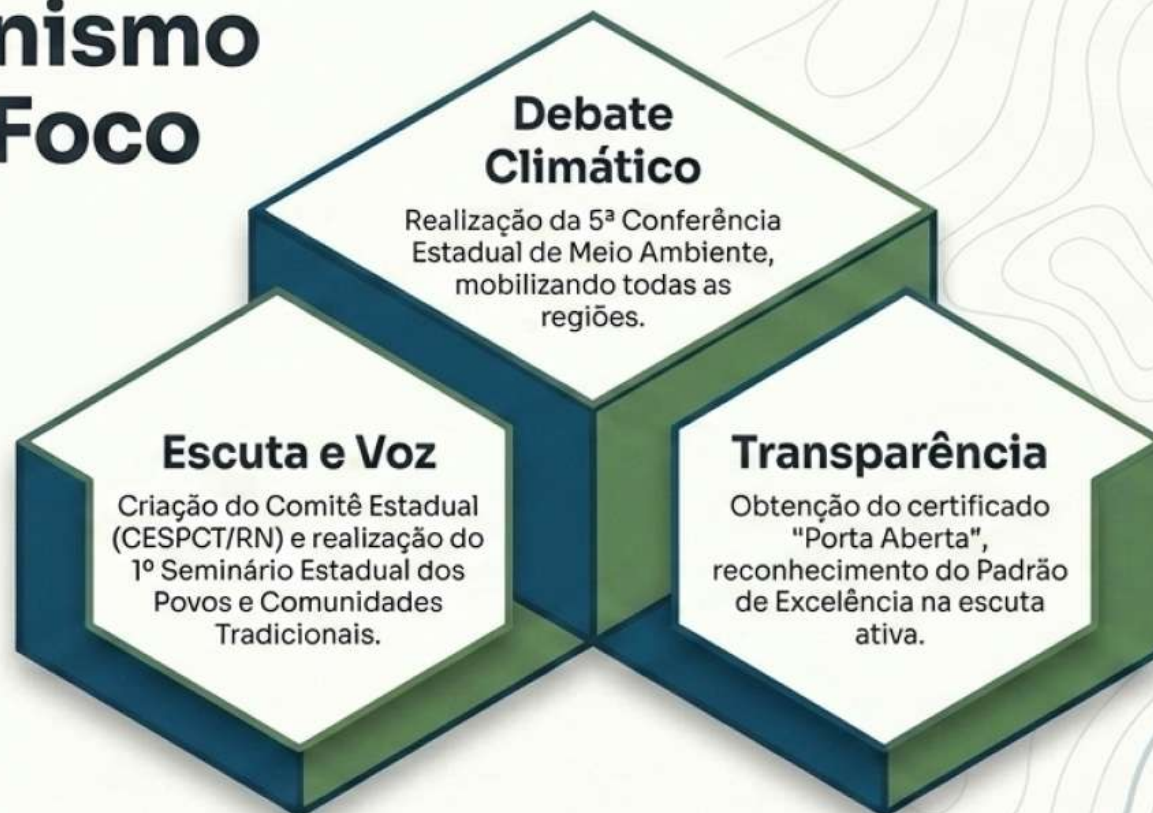 nismo
Foco
Debate
Climático
Realização da 5ª Conferência
Estadual de Meio Ambiente,
mobilizando todas as
regiões.
Escuta e Voz
Criação do Comitê Estadual
(CESPCT/RN) e realização do
1º Seminário Estadual dos
Povos e Comunidades
Tradicionais.
Transparência
Obtenção do certificado
"Porta Aberta",
reconhecimento do Padrão
de Excelência na escuta
ativa.